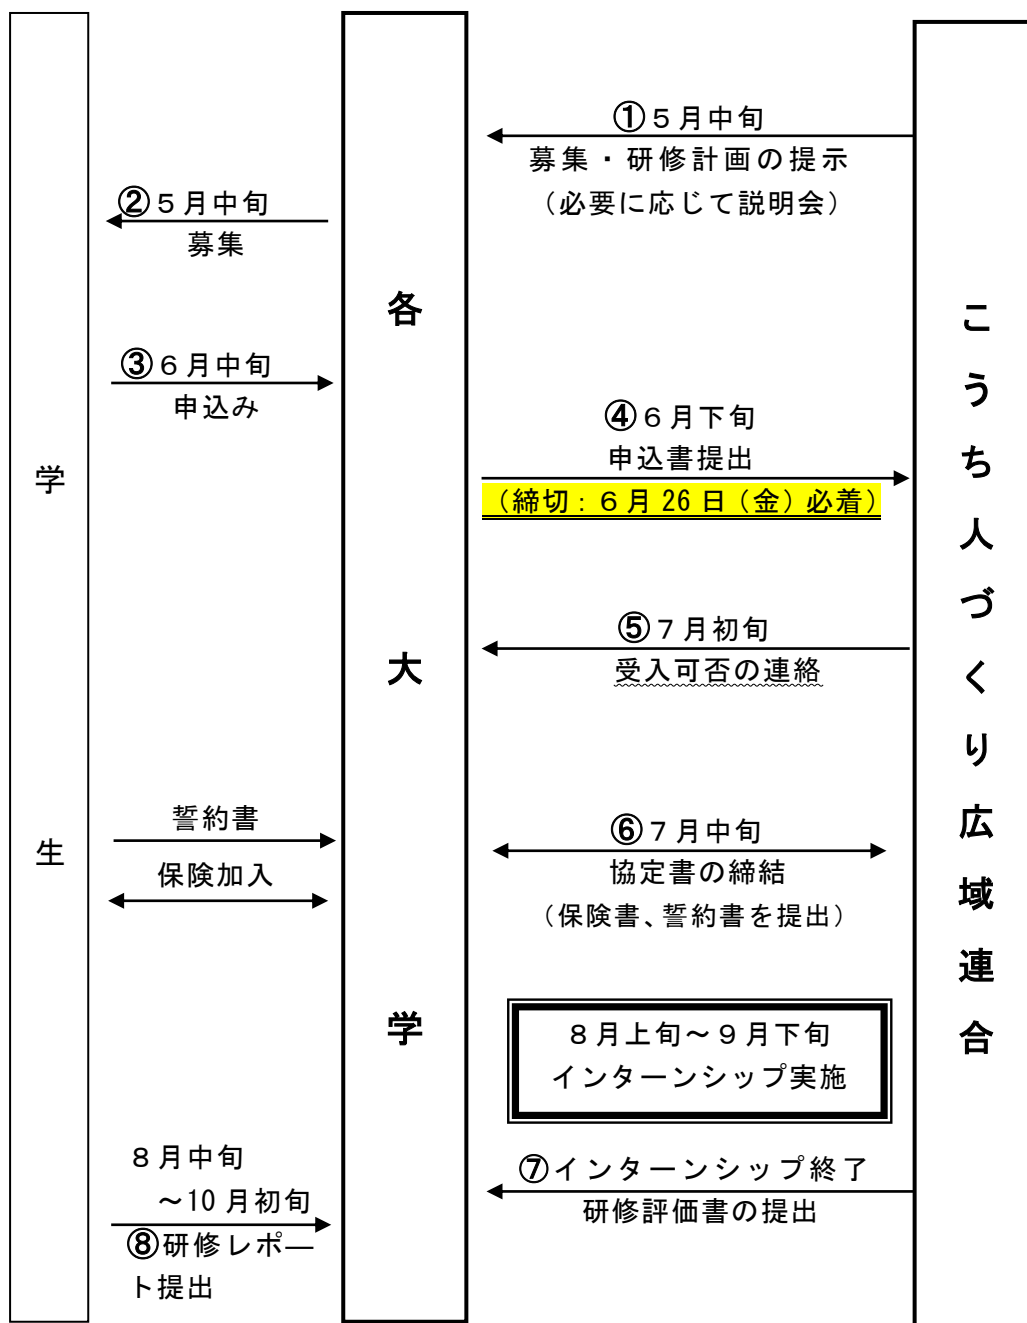 ①５月中旬
募集・研修計画の提示
（必要に応じて説明会）
②５月中旬
募集
③６月中旬
申込み
④６月下旬
申込書提出
（締切：６月26日（金）必着）
⑤７月初旬
受入可否の連絡
誓約書
保険加入
⑥７月中旬
協定書の締結
（保険書、誓約書を提出）
８月上旬～９月下旬
インターンシップ実施
⑦インターンシップ終了
研修評価書の提出
８月中旬
～10月初旬
⑧研修レポ―
ト提出
学生
各大学
こうち人づくり広域連合